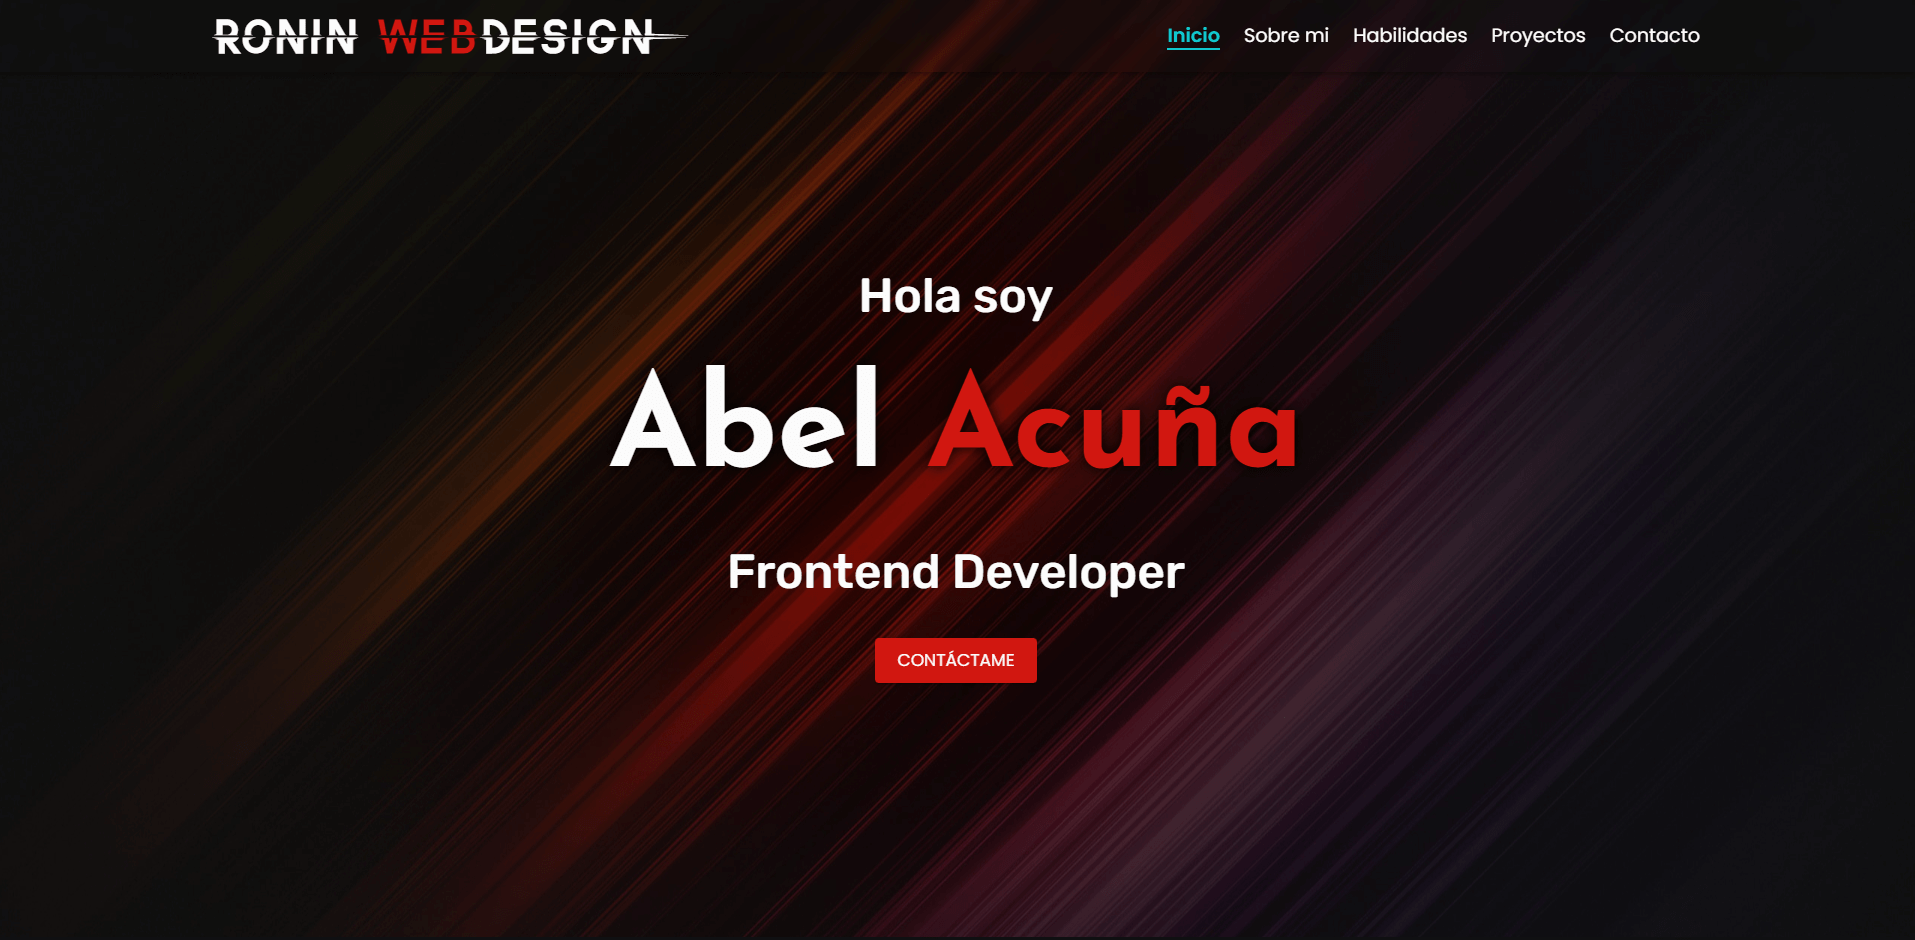 RONIN WEBDESIGN
Inicio Sobre mi Habilidades Proyectos Contacto
Hola soy
Abel Acuña
Frontend Developer
CONTÁCTAME